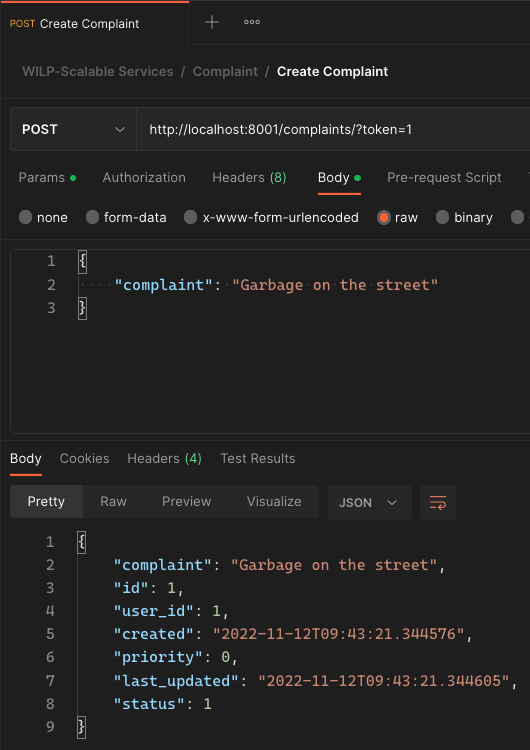 POST Create Complaint
WILP-Scalable Services / Complaint / Create Complaint
POST http://localhost:8001/complaints/?token=1
Params Authorization Headers (8) Body Pre-request Script
none form-data x-www-form-urlencoded raw binary
1 {
2 "complaint": "Garbage on the street"
3 }
Body Cookies Headers (4) Test Results
Pretty Raw Preview Visualize JSON
1 {
2 "complaint": "Garbage on the street",
3 "id": 1,
4 "user_id": 1,
5 "created": "2022-11-12T09:43:21.344576",
6 "priority": 0,
7 "last_updated": "2022-11-12T09:43:21.344605",
8 "status": 1
9 }